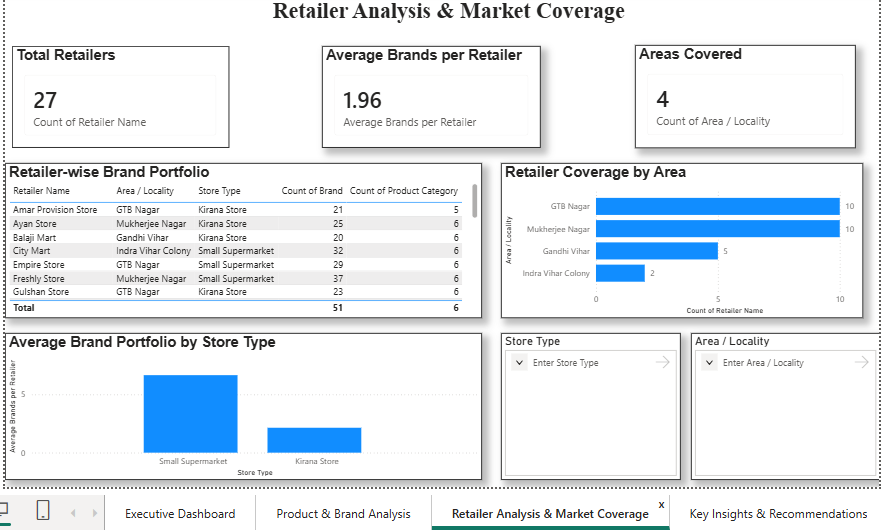 Retailer Analysis & Market Coverage
Total Retailers
27
Count of Retailer Name
Average Brands per Retailer
1.96
Average Brands per Retailer
Areas Covered
4
Count of Area / Locality
Retailer-wise Brand Portfolio
Retailer Name Area / Locality Store Type Count of Brand Count of Product Category
Amar Provision Store GTB Nagar Kirana Store 21 5
Ayan Store Mukherjee Nagar Kirana Store 25 6
Balaji Mart Gandhi Vihar Kirana Store 20 6
City Mart Indra Vihar Colony Small Supermarket 32 6
Empire Store GTB Nagar Small Supermarket 29 6
Freshly Store Mukherjee Nagar Small Supermarket 37 6
Gulshan Store GTB Nagar Kirana Store 23 6
Total 51 6
Retailer Coverage by Area
Area / Locality
GTB Nagar 10
Mukherjee Nagar 10
Gandhi Vihar 5
Indra Vihar Colony 2
0 5 10
Count of Retailer Name
Average Brand Portfolio by Store Type
Average Brands per Retailer
5
0
Small Supermarket Kirana Store
Store Type
Store Type
Enter Store Type
Area / Locality
Enter Area / Locality
Executive Dashboard Product & Brand Analysis Retailer Analysis & Market Coverage x Key Insights & Recommendations